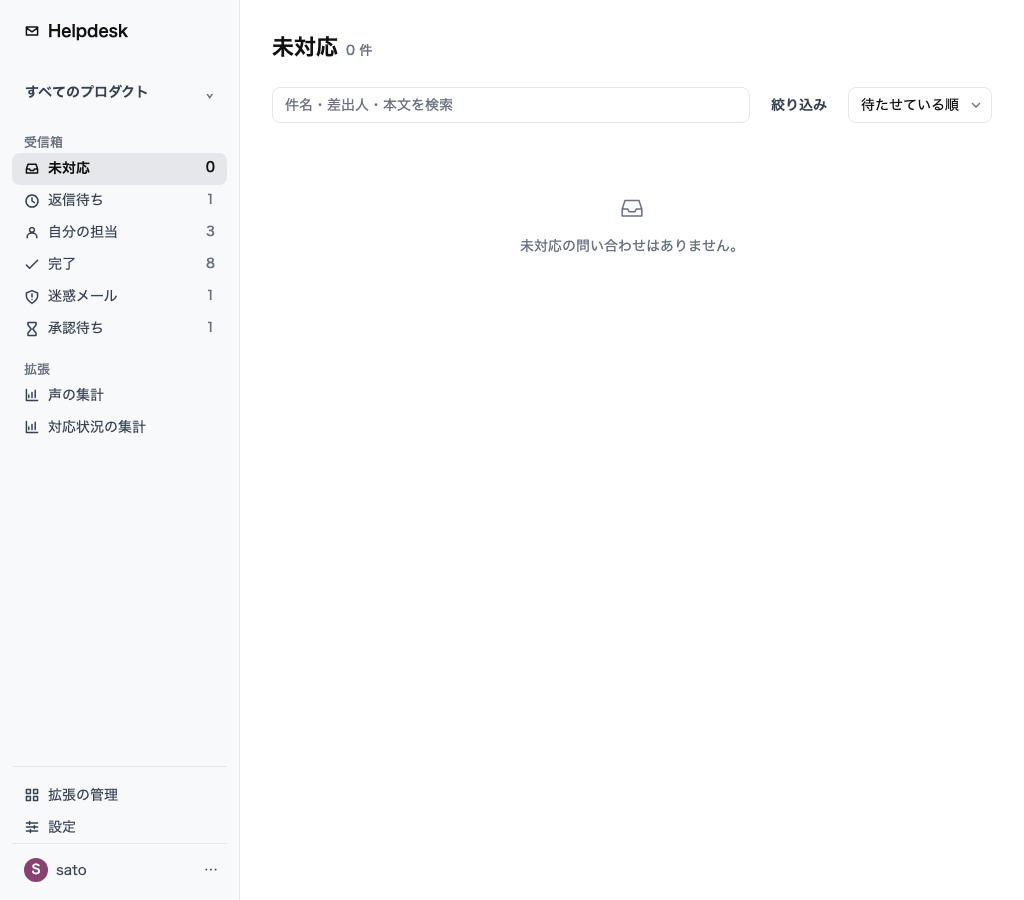 Helpdesk
すべてのプロダクト
受信箱
未対応 0
返信待ち 1
自分の担当 3
完了 8
迷惑メール 1
承認待ち 1
拡張
声の集計
対応状況の集計
拡張の管理
設定
S sato ···
未対応 0 件
件名・差出人・本文を検索 絞り込み 待たせている順
未対応の問い合わせはありません。